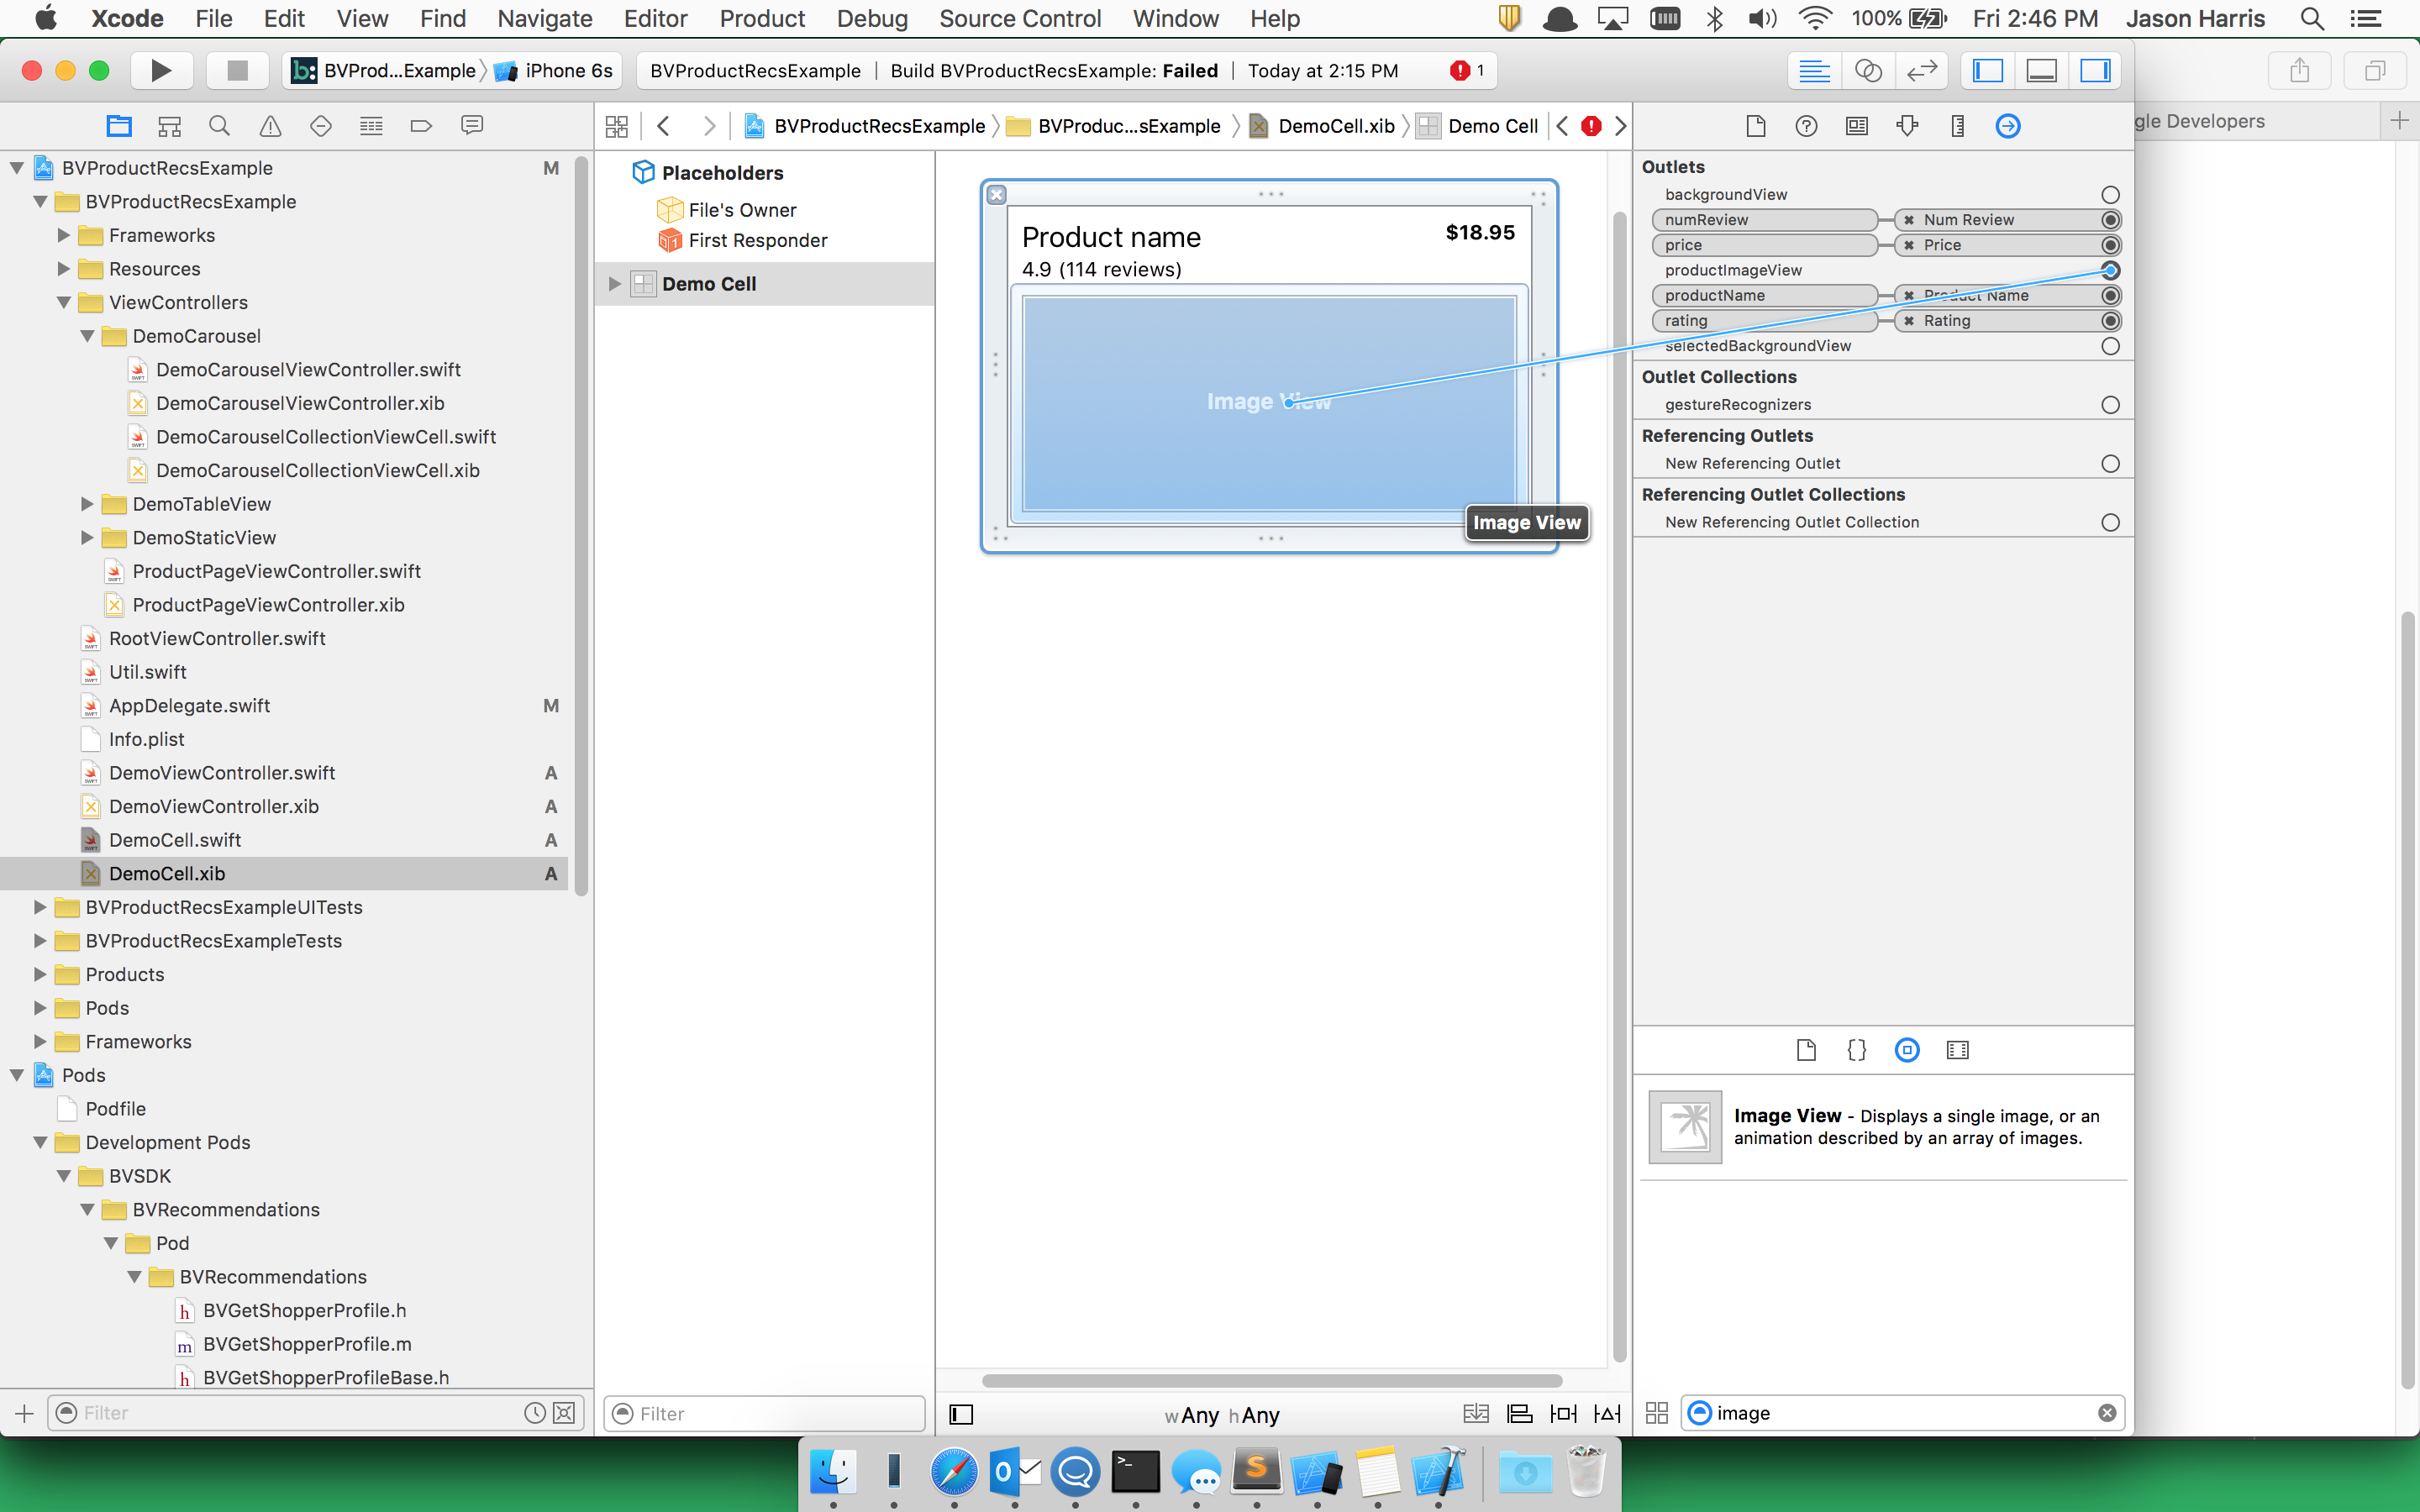 Xcode File Edit View Find Navigate Editor Product Debug Source Control Window Help 100% Fri 2:46 PM Jason Harris
BVProd...Example iPhone 6s BVProductRecsExample Build BVProductRecsExample: Failed Today at 2:15 PM 1
BVProductRecsExample BVProduc...sExample DemoCell.xib Demo Cell
gle Developers
BVProductRecsExample M
BVProductRecsExample
Frameworks
Resources
ViewControllers
DemoCarousel
DemoCarouselViewController.swift
DemoCarouselViewController.xib
DemoCarouselCollectionViewCell.swift
DemoCarouselCollectionViewCell.xib
DemoTableView
DemoStaticView
ProductPageViewController.swift
ProductPageViewController.xib
RootViewController.swift
Util.swift
AppDelegate.swift M
Info.plist
DemoViewController.swift A
DemoViewController.xib A
DemoCell.swift A
DemoCell.xib A
BVProductRecsExampleUITests
BVProductRecsExampleTests
Products
Pods
Frameworks
Pods
Podfile
Development Pods
BVSDK
BVRecommendations
Pod
BVRecommendations
BVGetShopperProfile.h
BVGetShopperProfile.m
BVGetShopperProfileBase.h
Filter
Placeholders
File's Owner
First Responder
Demo Cell
Filter
Product name $18.95
4.9 (114 reviews)
Image View
Image View
wAny hAny
Outlets
backgroundView
numReview Num Review
price Price
productImageView
productName Product Name
rating Rating
selectedBackgroundView
Outlet Collections
gestureRecognizers
Referencing Outlets
New Referencing Outlet
Referencing Outlet Collections
New Referencing Outlet Collection
Image View - Displays a single image, or an
animation described by an array of images.
image